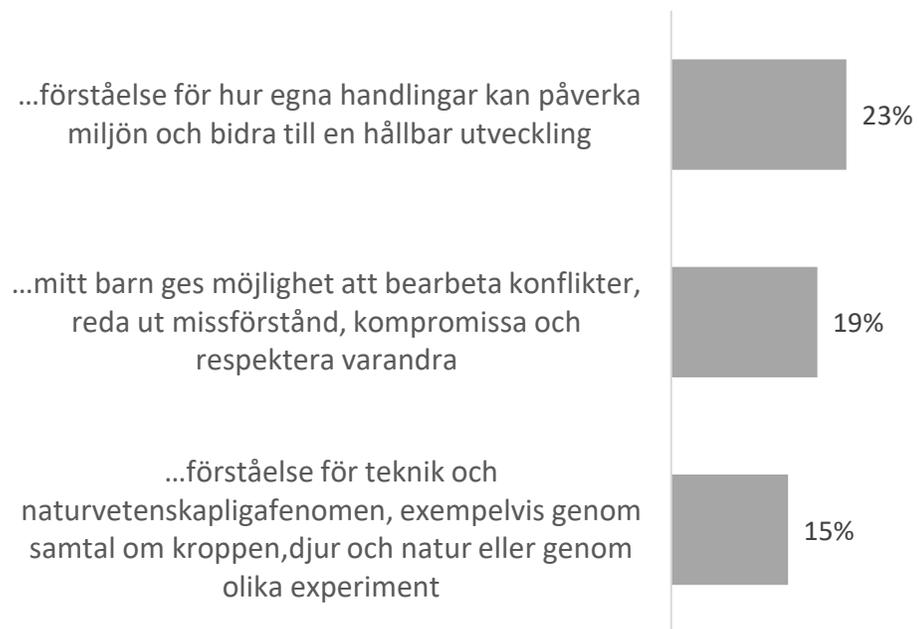 ...förståelse för hur egna handlingar kan påverka
miljön och bidra till en hållbar utveckling
23%
...mitt barn ges möjlighet att bearbeta konflikter,
reda ut missförstånd, kompromissa och
respektera varandra
19%
...förståelse för teknik och
naturvetenskapligafenomen, exempelvis genom
samtal om kroppen,djur och natur eller genom
olika experiment
15%